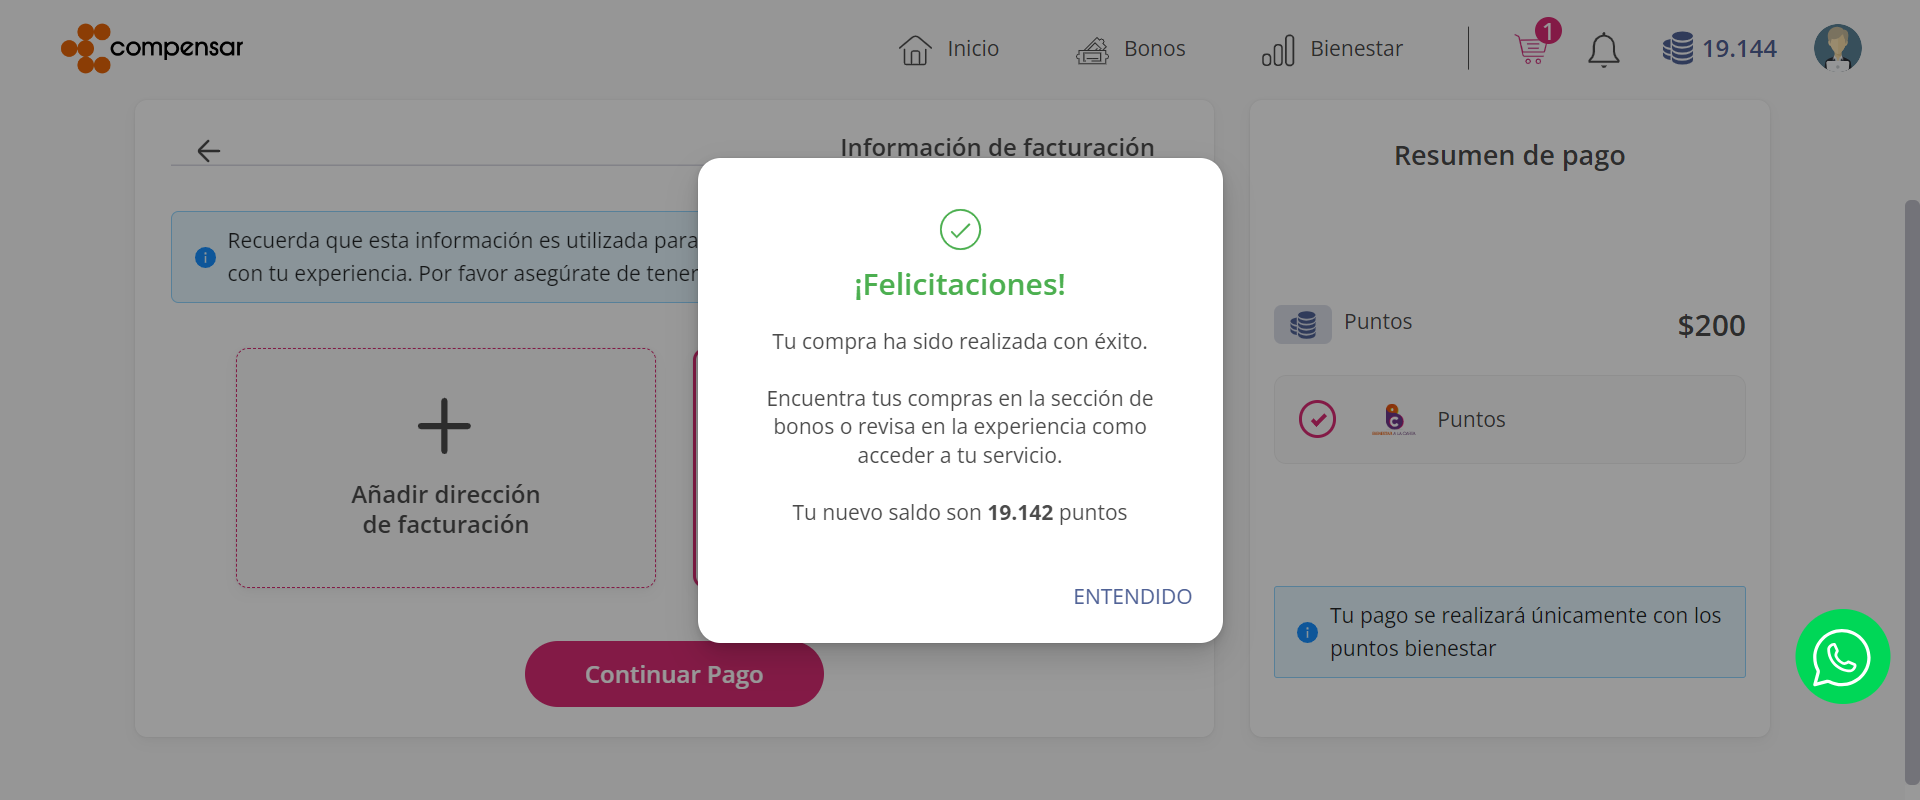 compensar
Inicio
Bonos
Bienestar
1
19.144
Información de facturación
Recuerda que esta información es utilizada para
con tu experiencia. Por favor asegúrate de tener
Añadir dirección
de facturación
Continuar Pago
¡Felicitaciones!
Tu compra ha sido realizada con éxito.
Encuentra tus compras en la sección de
bonos o revisa en la experiencia como
acceder a tu servicio.
Tu nuevo saldo son 19.142 puntos
ENTENDIDO
Resumen de pago
Puntos
$200
Puntos
Tu pago se realizará únicamente con los
puntos bienestar